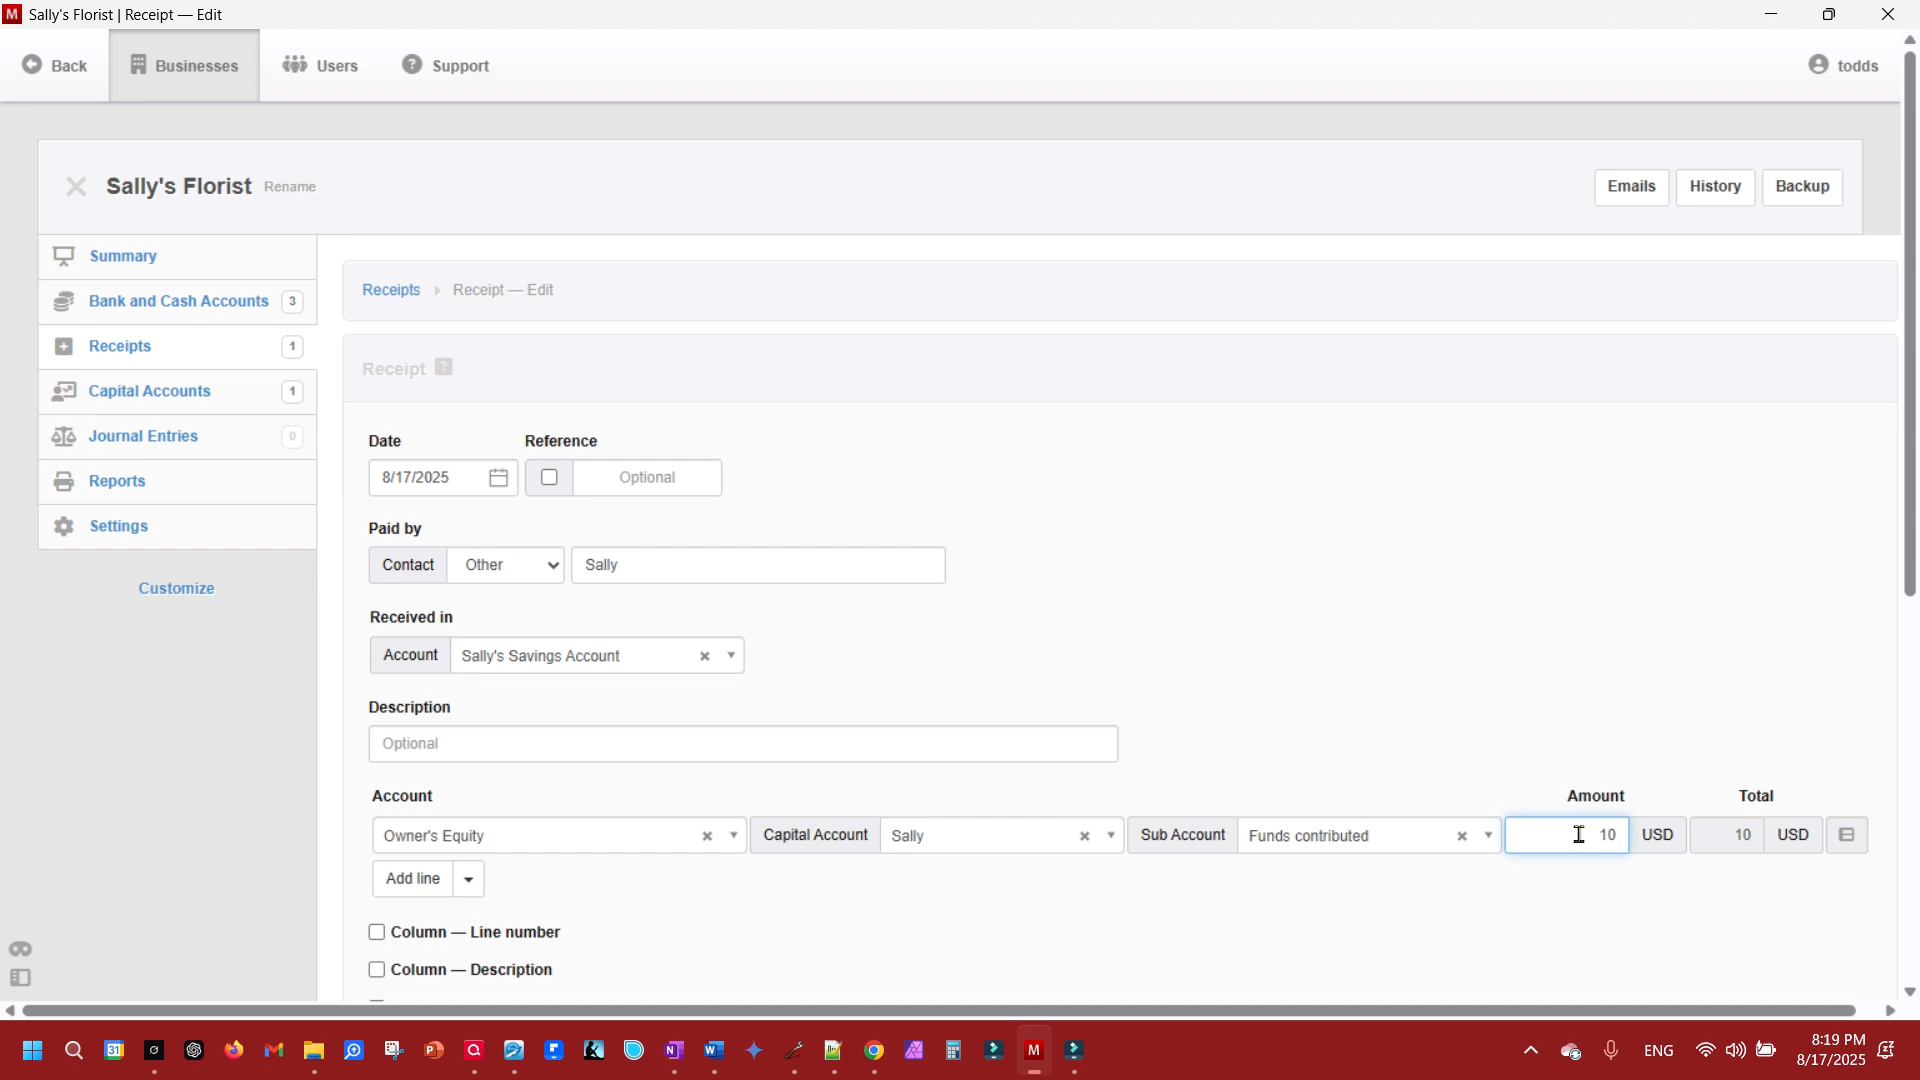 Sally's Florist | Receipt — Edit
Back
Businesses
Users
Support
todds
Sally's Florist Rename
Emails
History
Backup
Summary
Bank and Cash Accounts 3
Receipts 1
Capital Accounts 1
Journal Entries 0
Reports
Settings
Customize
Receipts Receipt — Edit
Receipt ?
Date Reference
8/17/2025 Optional
Paid by
Contact Other Sally
Received in
Account Sally's Savings Account
Description
Optional
Account Amount Total
Owner's Equity Capital Account Sally Sub Account Funds contributed 10 USD 10 USD
Add line
Column — Line number
Column — Description
ENG
8:19 PM
8/17/2025